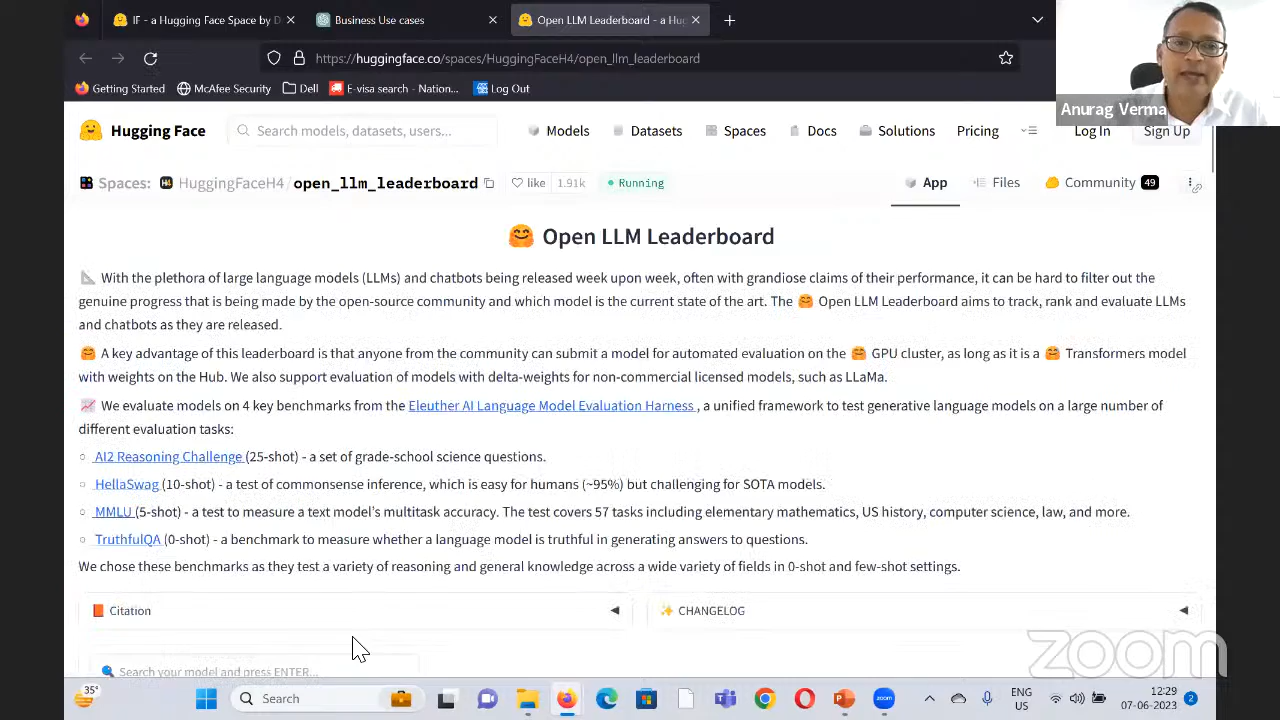 IF - a Hugging Face Space by D
Business Use cases
Open LLM Leaderboard - a Hug
https://huggingface.co/spaces/HuggingFaceH4/open_llm_leaderboard
Getting Started McAfee Security Dell E-visa search - Nation... Log Out
Anurag Verma
Hugging Face Search models, datasets, users... Models Datasets Spaces Docs Solutions Pricing Log In Sign Up
Spaces: H4 HuggingFaceH4/open_llm_leaderboard like 1.91k Running App Files Community 49
Open LLM Leaderboard
With the plethora of large language models (LLMs) and chatbots being released week upon week, often with grandiose claims of their performance, it can be hard to filter out the
genuine progress that is being made by the open-source community and which model is the current state of the art. The 🤗 Open LLM Leaderboard aims to track, rank and evaluate LLMs
and chatbots as they are released.
🤗 A key advantage of this leaderboard is that anyone from the community can submit a model for automated evaluation on the 🤗 GPU cluster, as long as it is a 🤗 Transformers model
with weights on the Hub. We also support evaluation of models with delta-weights for non-commercial licensed models, such as LLaMa.
We evaluate models on 4 key benchmarks from the Eleuther AI Language Model Evaluation Harness , a unified framework to test generative language models on a large number of
different evaluation tasks:
AI2 Reasoning Challenge (25-shot) - a set of grade-school science questions.
HellaSwag (10-shot) - a test of commonsense inference, which is easy for humans (~95%) but challenging for SOTA models.
MMLU (5-shot) - a test to measure a text model's multitask accuracy. The test covers 57 tasks including elementary mathematics, US history, computer science, law, and more.
TruthfulQA (0-shot) - a benchmark to measure whether a language model is truthful in generating answers to questions.
We chose these benchmarks as they test a variety of reasoning and general knowledge across a wide variety of fields in 0-shot and few-shot settings.
Citation
CHANGELOG
Search your model and press ENTER...
zoom
35°
Search
zoom
ENG
US
12:29
07-06-2023
2